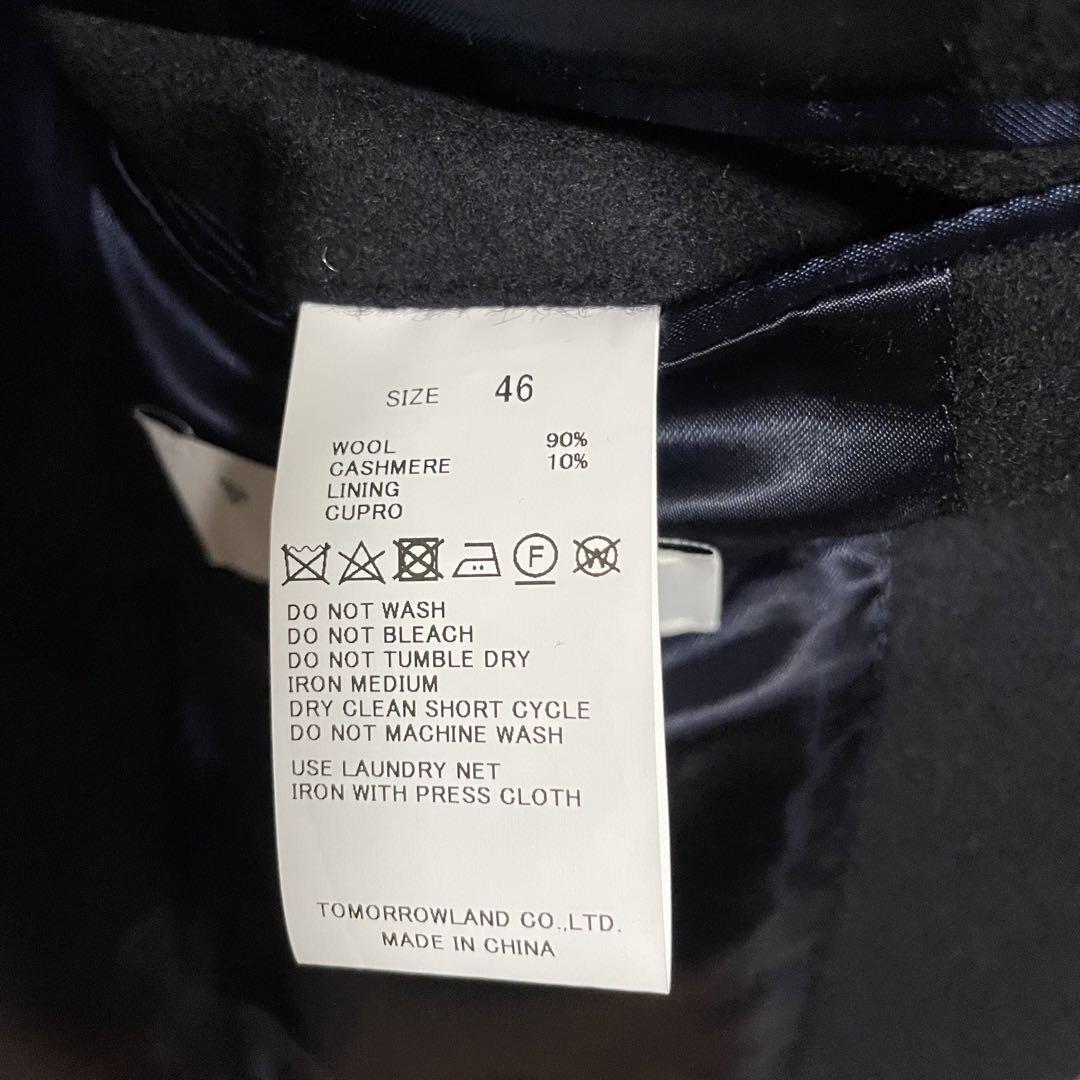 SIZE 46
WOOL 90%
CASHMERE 10%
LINING
CUPRO
F W
DO NOT WASH
DO NOT BLEACH
DO NOT TUMBLE DRY
IRON MEDIUM
DRY CLEAN SHORT CYCLE
DO NOT MACHINE WASH
USE LAUNDRY NET
IRON WITH PRESS CLOTH
TOMORROWLAND CO.,LTD.
MADE IN CHINA